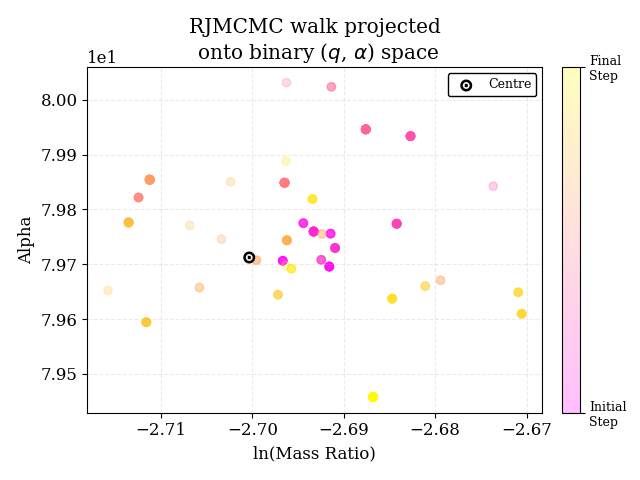 RJMCMC walk projected
onto binary (q, α) space
1e1
8.00
7.99
7.98
7.97
7.96
7.95
Alpha
−2.71
−2.70
−2.69
−2.68
−2.67
ln(Mass Ratio)
Centre
Final
Step
Initial
Step